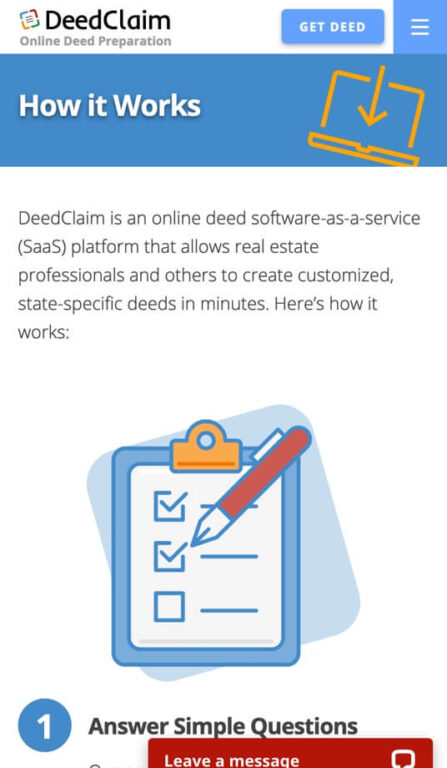 DeedClaim
Online Deed Preparation
GET DEED
How it Works
DeedClaim is an online deed software-as-a-service
(SaaS) platform that allows real estate
professionals and others to create customized,
state-specific deeds in minutes. Here’s how it
works:
1 Answer Simple Questions
Leave a message